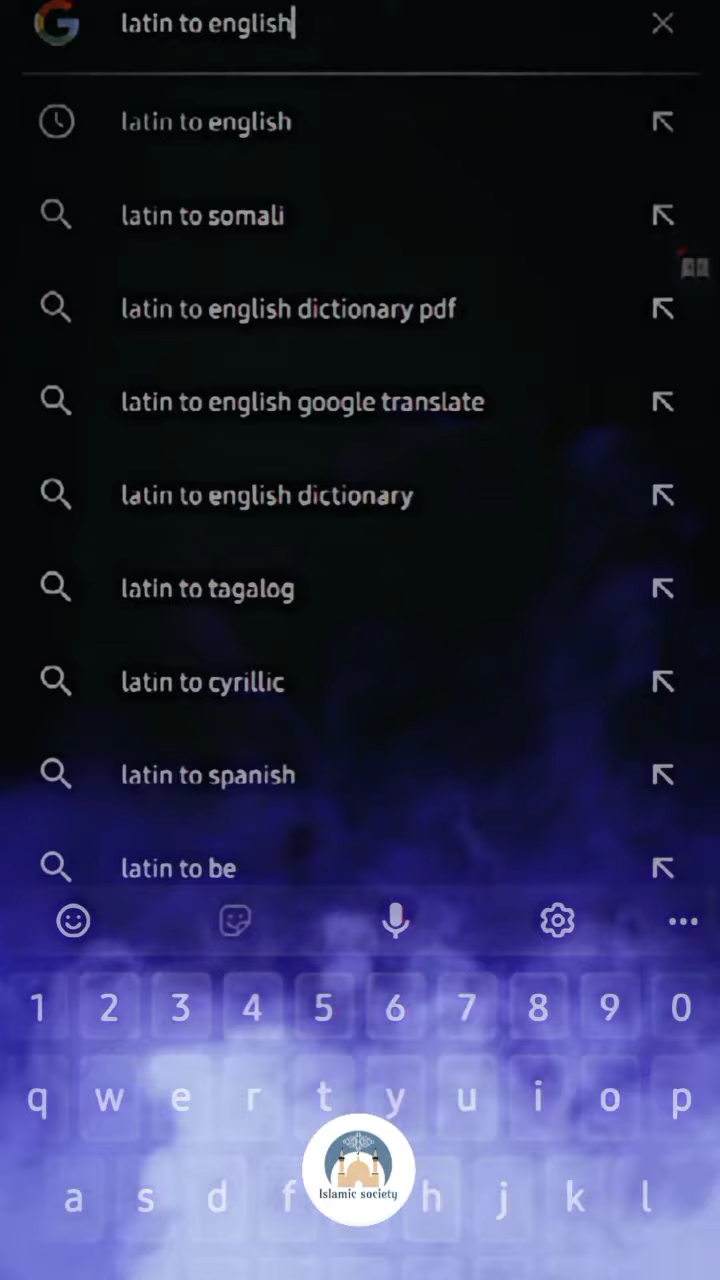 latin to english
latin to english
latin to somali
latin to english dictionary pdf
latin to english google translate
latin to english dictionary
latin to tagalog
latin to cyrillic
latin to spanish
latin to be
1 2 3 4 5 6 7 8 9 0
q w e r t y u i o p
a s d f h j k l
Islamic society